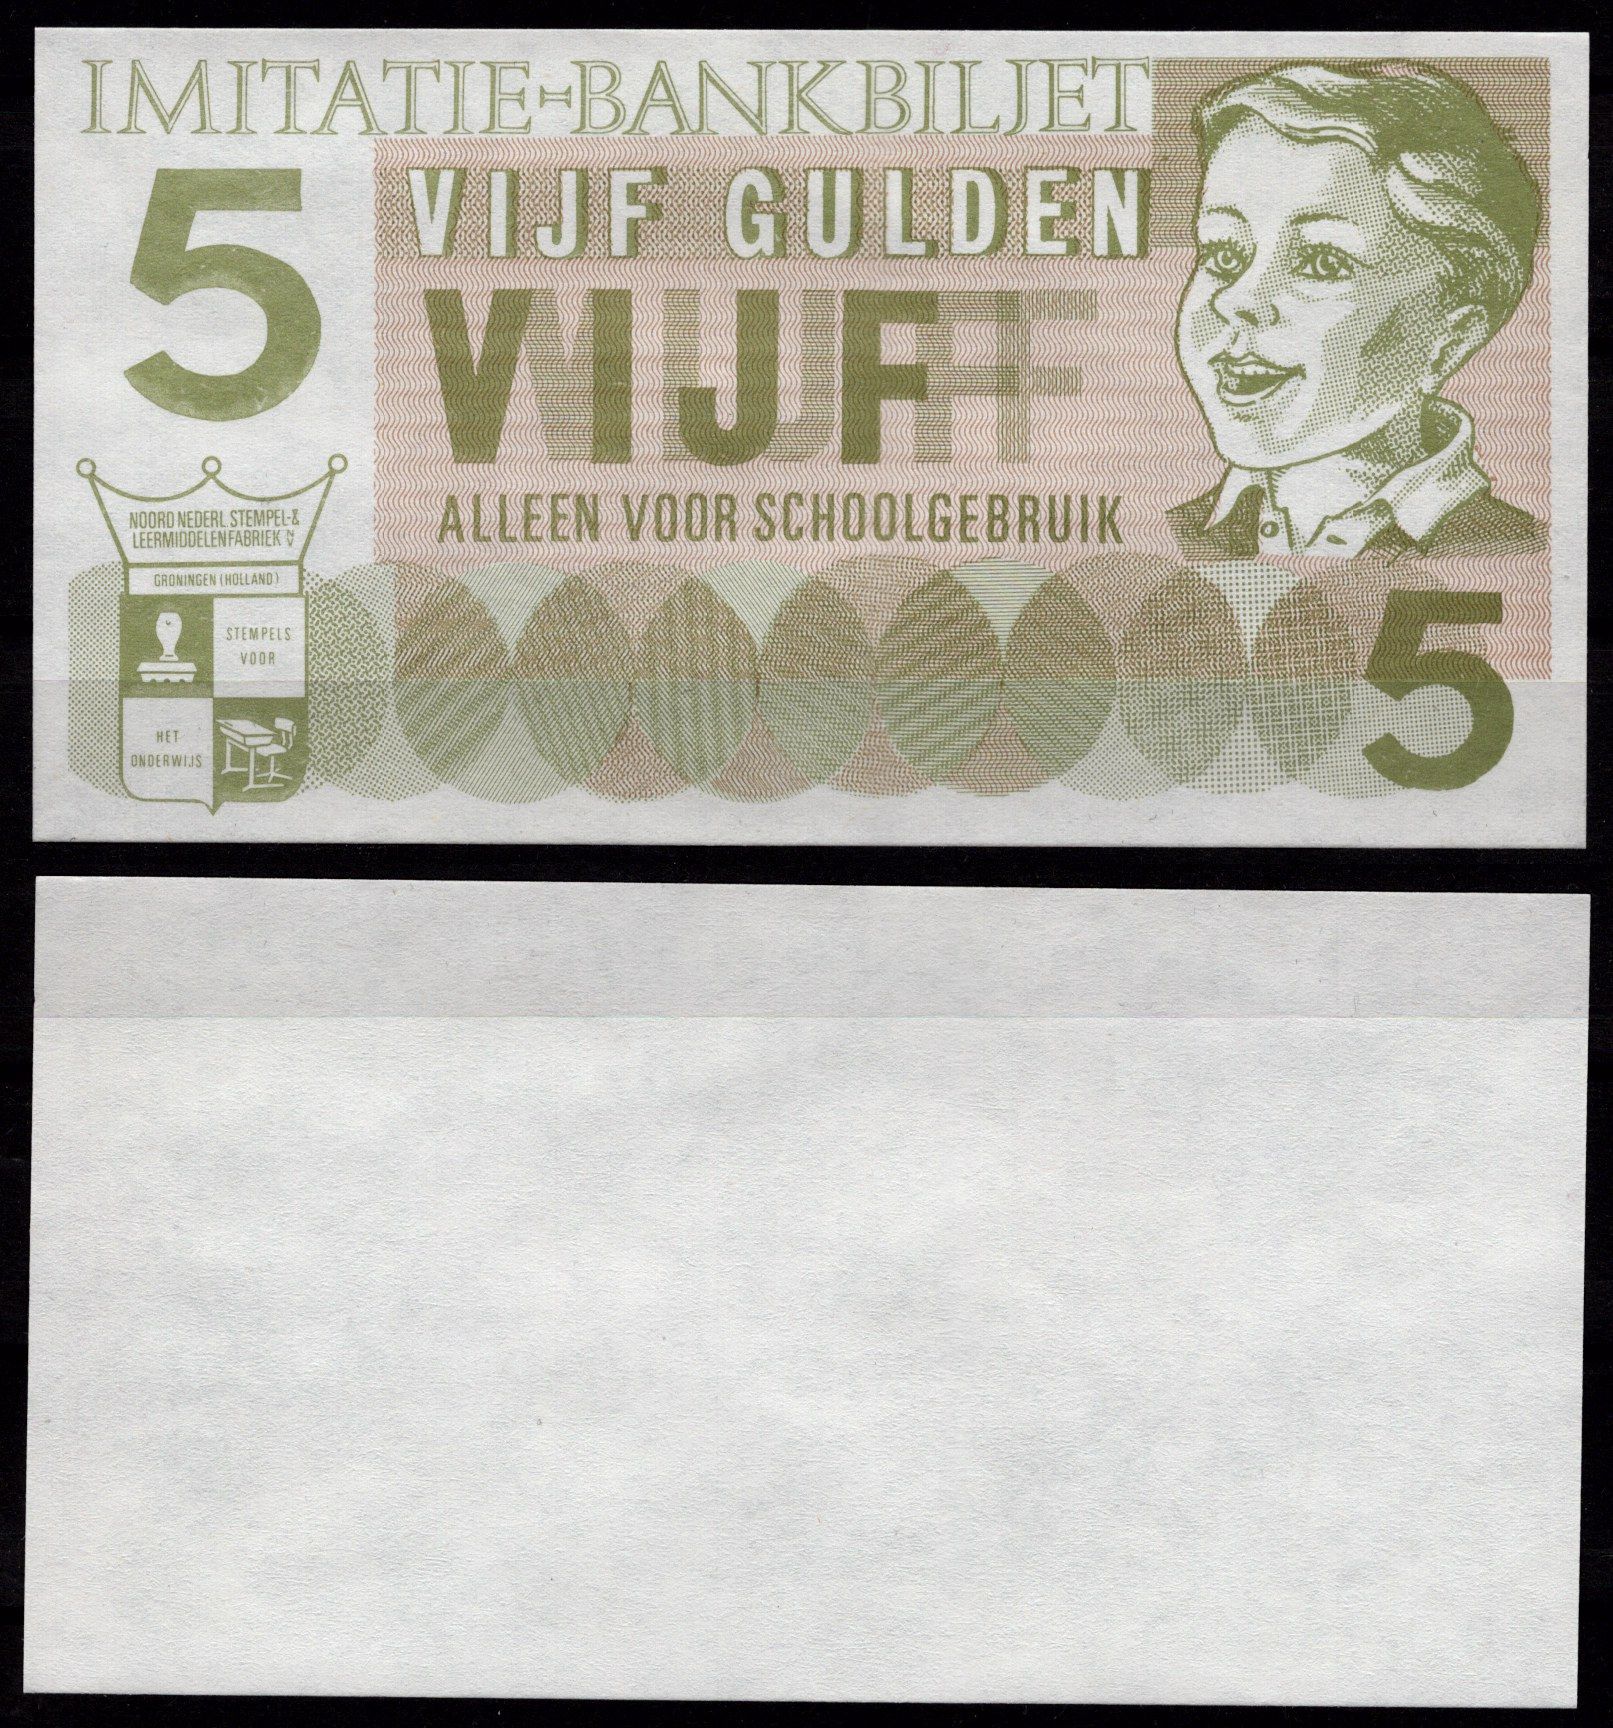 IMITATIE-BANKBILJET
5
VIJF GULDEN
VIJF
ALLEEN VOOR SCHOOLGEBRUIK
NOORD NEDERL. STEMPEL-&
LEERMIDDELENFABRIEK NV
GRONINGEN (HOLLAND)
STEMPELS
VOOR
HET
ONDERWIJS
5